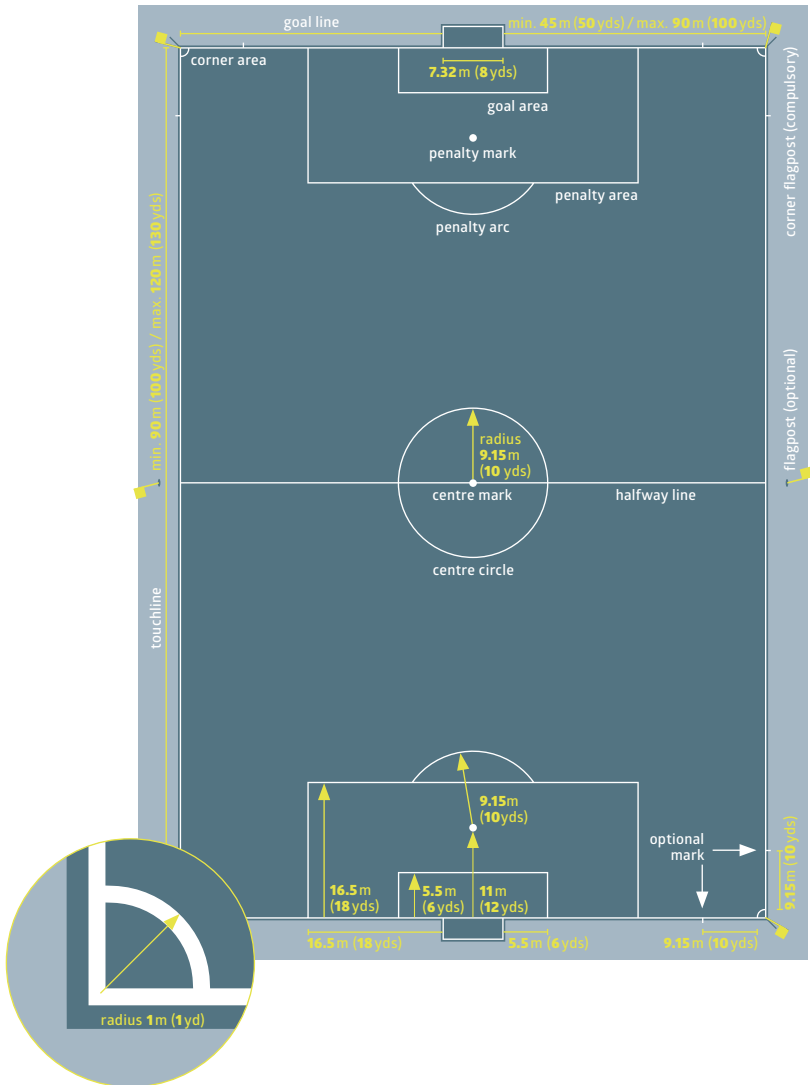 goal line
min. 45 m (50 yds) / max. 90 m (100 yds)
corner area
7.32 m (8 yds)
goal area
penalty mark
penalty area
penalty arc
corner flagpost (compulsory)
min. 90 m (100 yds) / max. 120 m (130 yds)
flagpost (optional)
radius
9.15 m
(10 yds)
centre mark
halfway line
centre circle
touchline
9.15m
(10yds)
optional
mark
9.15m (10 yds)
16.5 m
(18 yds)
5.5 m
(6 yds)
11 m
(12 yds)
16.5 m (18 yds)
5.5 m (6 yds)
9.15 m (10 yds)
radius 1 m (1 yd)